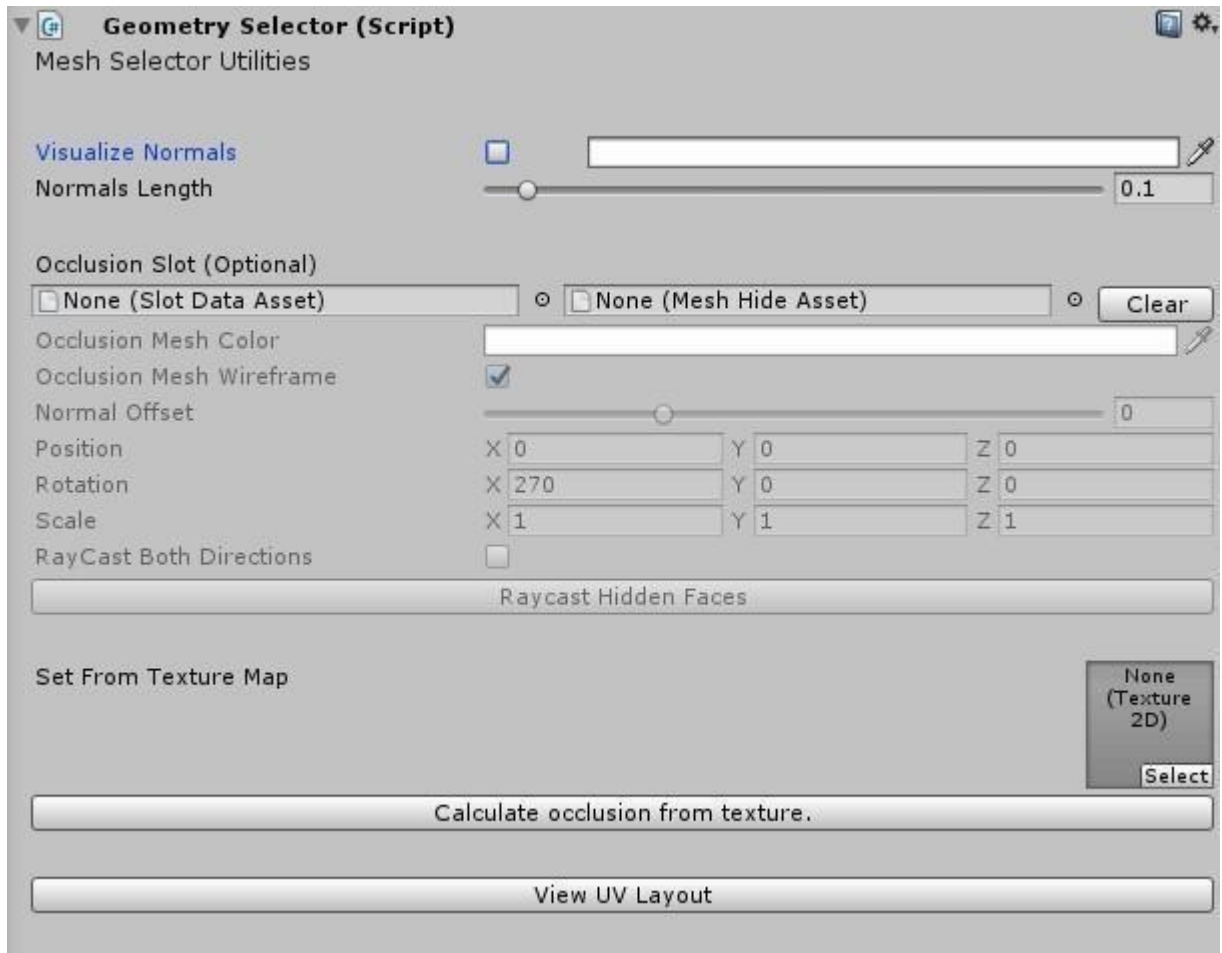 Geometry Selector (Script)
Mesh Selector Utilities
Visualize Normals
Normals Length 0.1
Occlusion Slot (Optional)
None (Slot Data Asset) None (Mesh Hide Asset) Clear
Occlusion Mesh Color
Occlusion Mesh Wireframe
Normal Offset 0
Position X 0 Y 0 Z 0
Rotation X 270 Y 0 Z 0
Scale X 1 Y 1 Z 1
RayCast Both Directions
Raycast Hidden Faces
Set From Texture Map
None
(Texture
2D)
Select
Calculate occlusion from texture.
View UV Layout